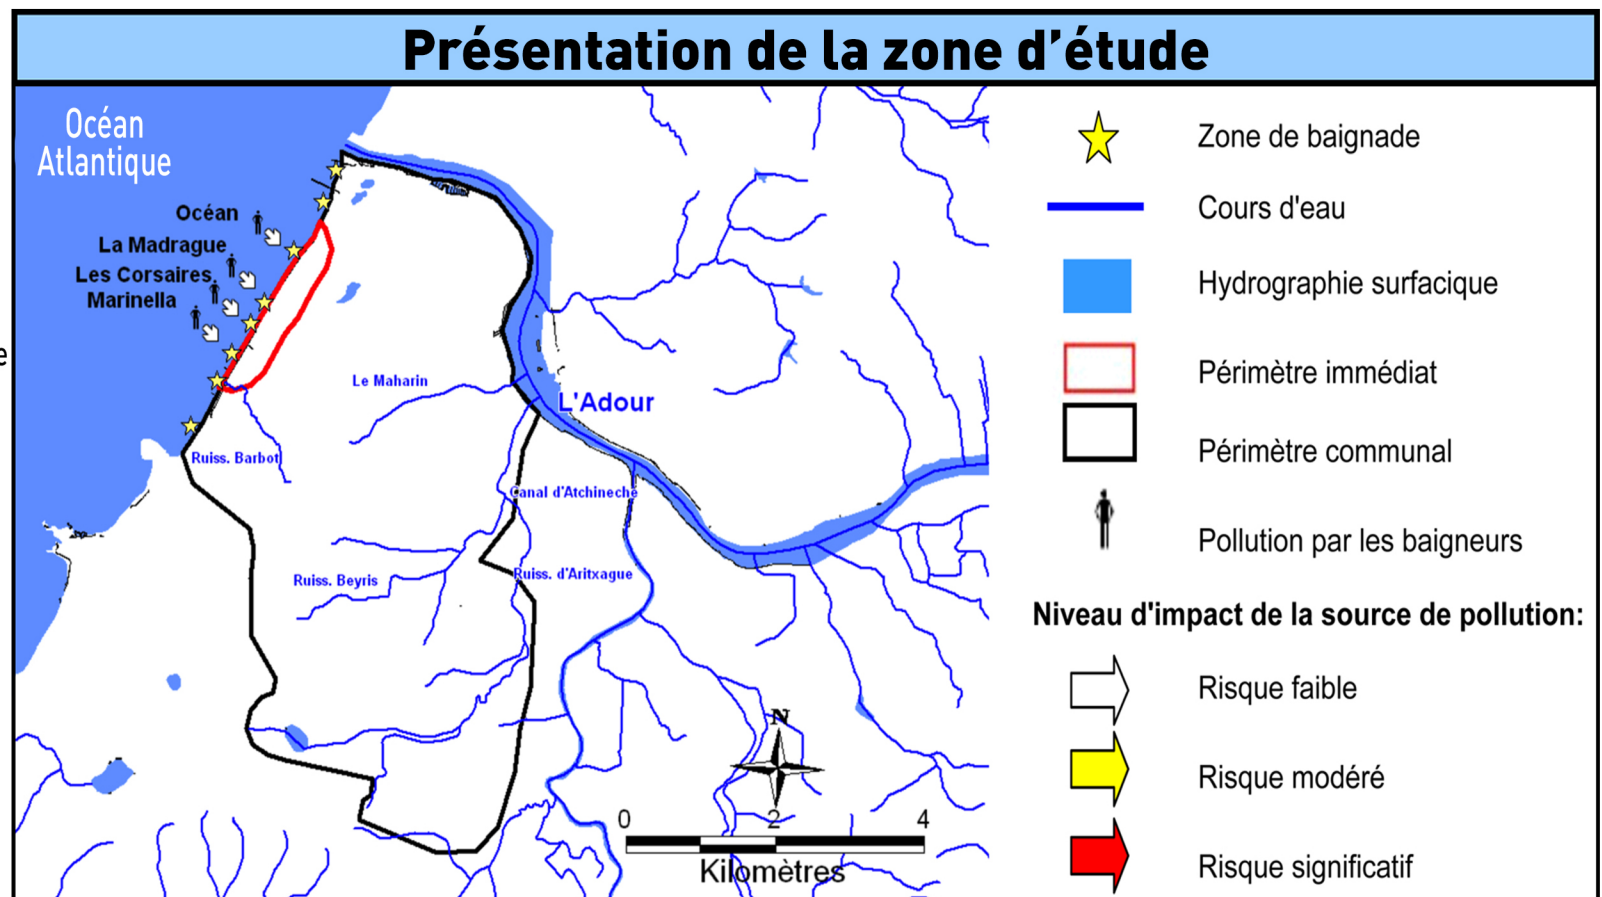 Présentation de la zone d'étude
Océan
Atlantique
Océan
La Madrague
Les Corsaires
Marinella
Le Maharin
L'Adour
Ruiss. Barbot
Canal d'Atchineche
Ruiss. Beyris
Ruiss. d'Aritxague
N
0 2 4
Kilomètres
e
Zone de baignade
Cours d'eau
Hydrographie surfacique
Périmètre immédiat
Périmètre communal
Pollution par les baigneurs
Niveau d'impact de la source de pollution:
Risque faible
Risque modéré
Risque significatif